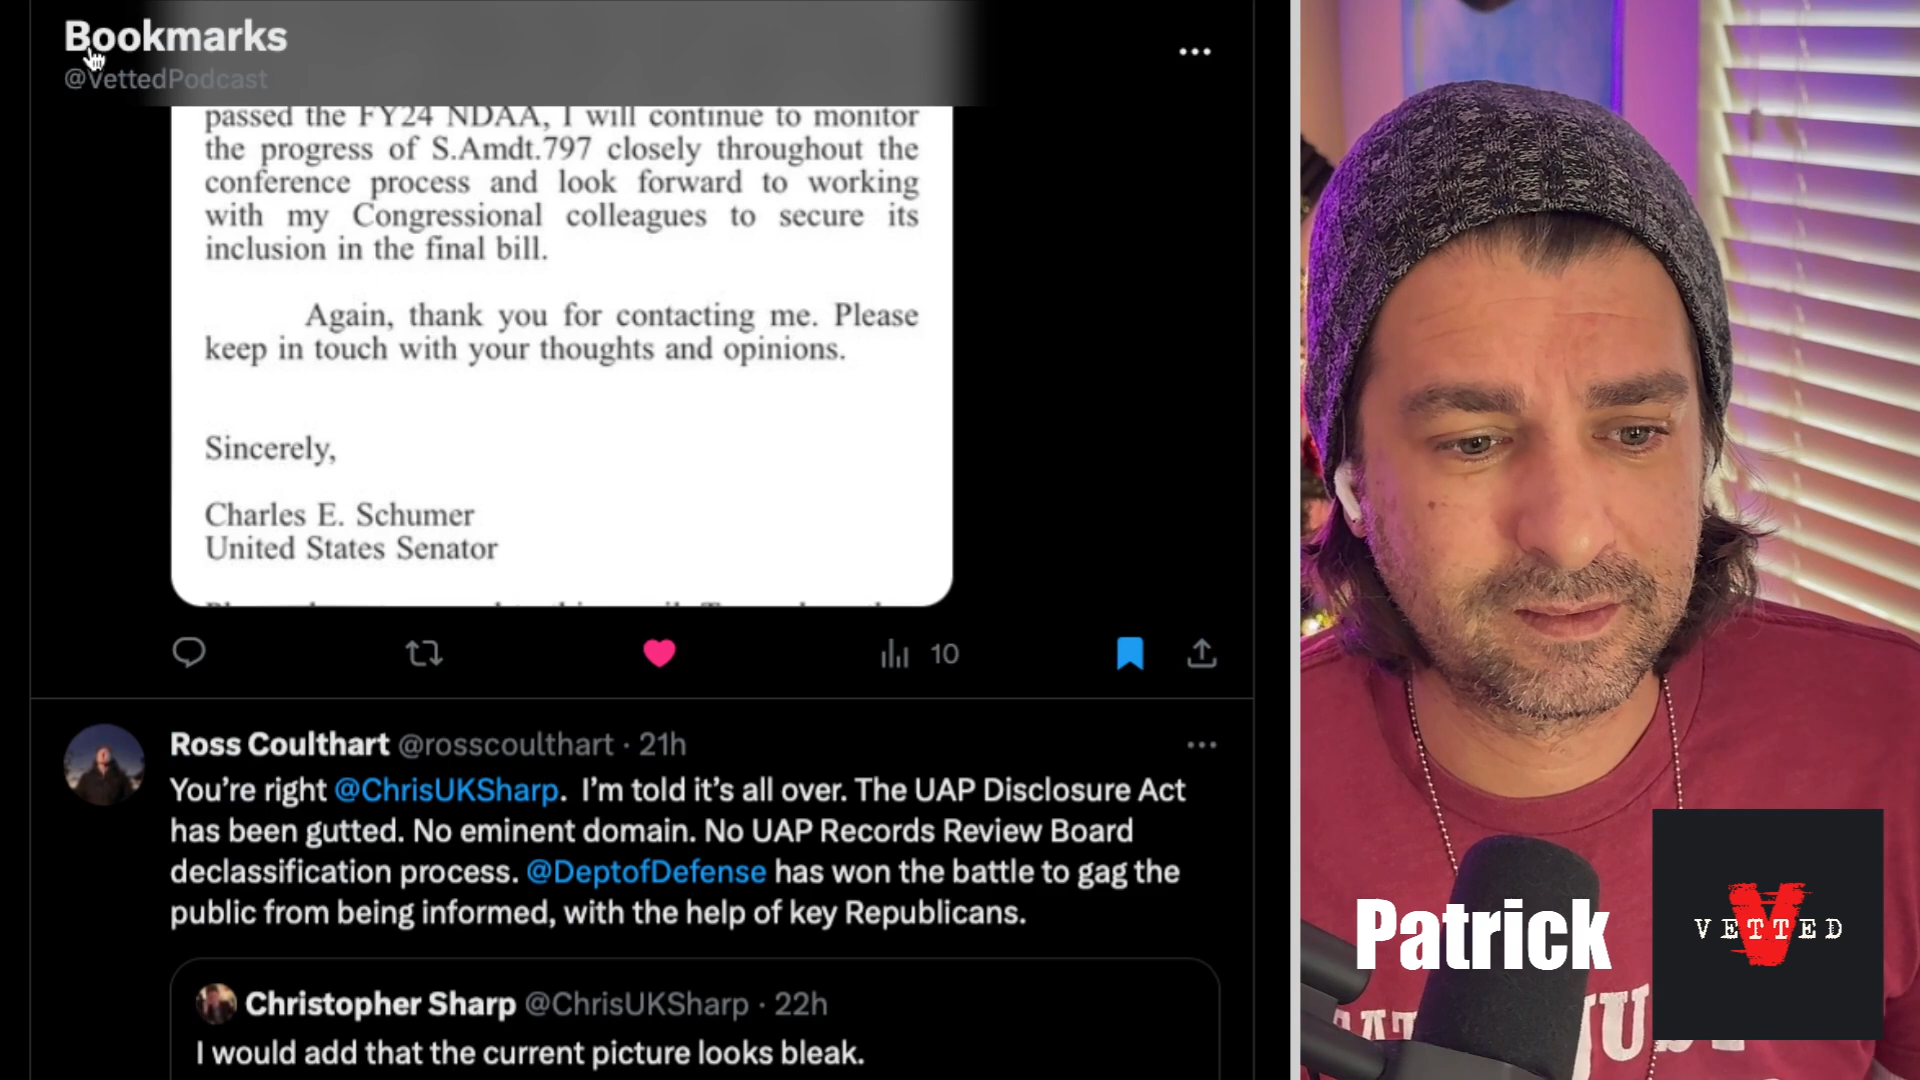 Bookmarks
@VettedPodcast
passed the FY24 NDAA, I will continue to monitor
the progress of S.Amdt.797 closely throughout the
conference process and look forward to working
with my Congressional colleagues to secure its
inclusion in the final bill.
Again, thank you for contacting me. Please
keep in touch with your thoughts and opinions.
Sincerely,
Charles E. Schumer
United States Senator
10
Ross Coulthart @rosscoulthart · 21h
You’re right @ChrisUKSharp. I’m told it’s all over. The UAP Disclosure Act
has been gutted. No eminent domain. No UAP Records Review Board
declassification process. @DeptofDefense has won the battle to gag the
public from being informed, with the help of key Republicans.
Christopher Sharp @ChrisUKSharp · 22h
I would add that the current picture looks bleak.
Patrick
VETTED